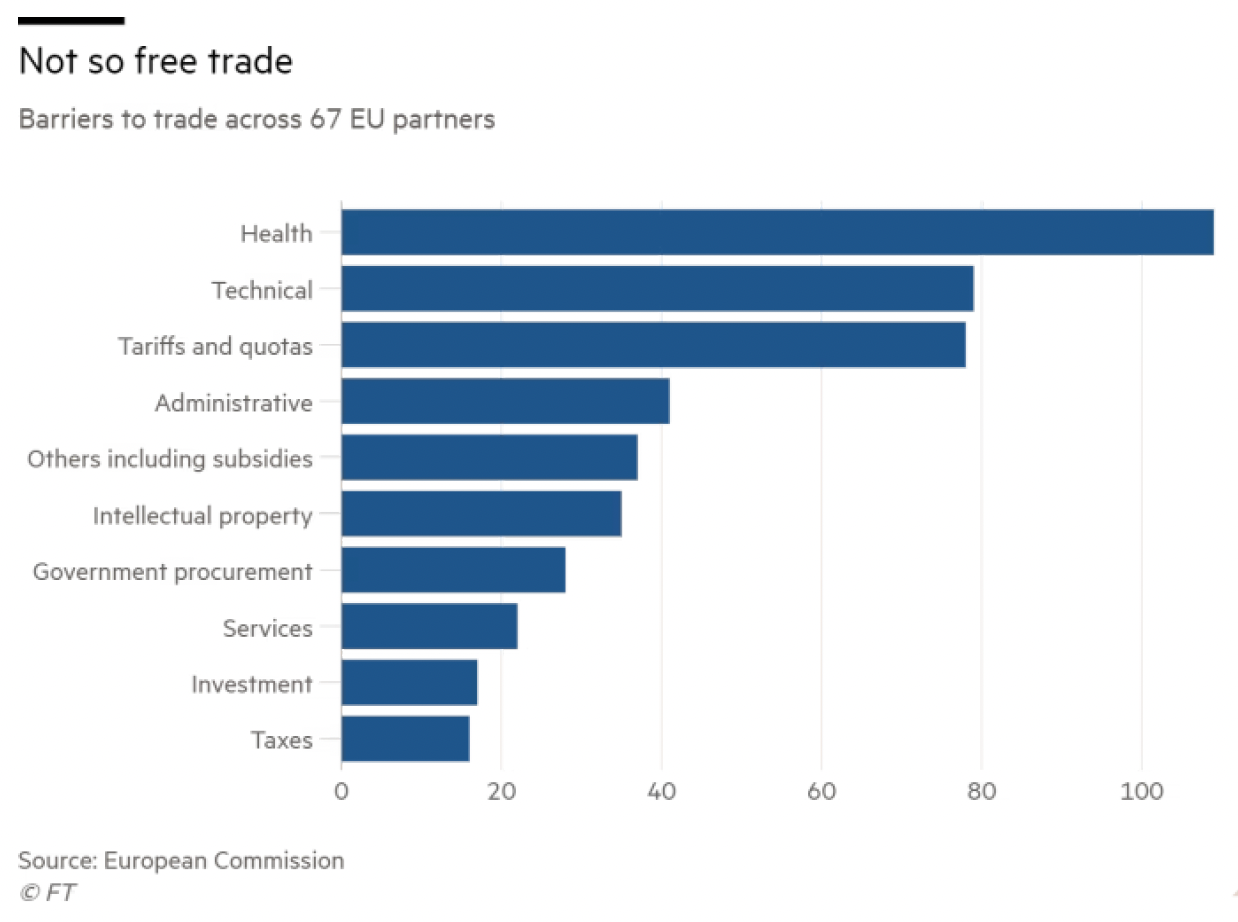 Not so free trade
Barriers to trade across 67 EU partners
Health
Technical
Tariffs and quotas
Administrative
Others including subsidies
Intellectual property
Government procurement
Services
Investment
Taxes
0 20 40 60 80 100
Source: European Commission
© FT